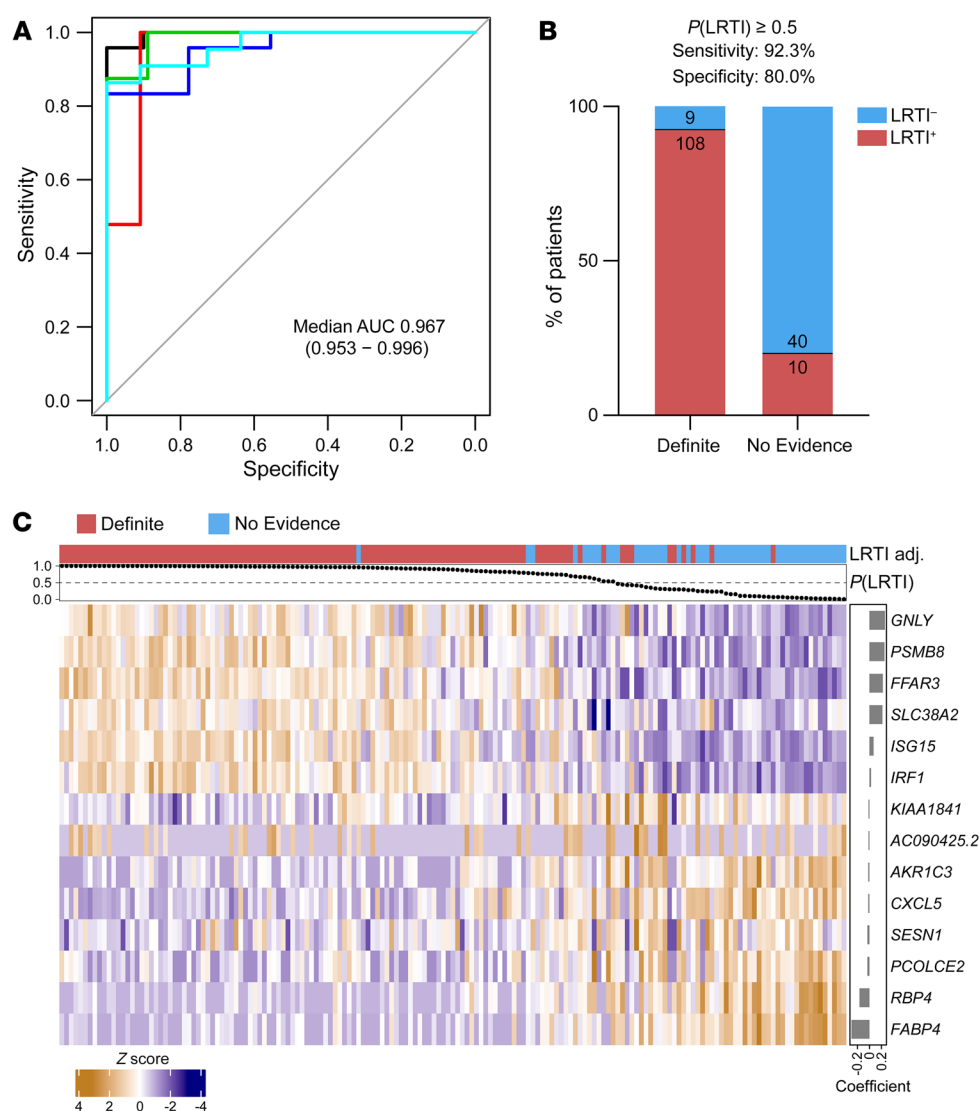 A
1.0
0.8
0.6
0.4
0.2
0.0
Sensitivity
Median AUC 0.967
(0.953 – 0.996)
1.0 0.8 0.6 0.4 0.2 0.0
Specificity
B
P(LRTI) ≥ 0.5
Sensitivity: 92.3%
Specificity: 80.0%
100
50
0
% of patients
9
108
40
10
Definite No Evidence
LRTI⁻
LRTI⁺
C
Definite No Evidence
LRTI adj.
1.0
0.5
0.0
P(LRTI)
GNLY
PSMB8
FFAR3
SLC38A2
ISG15
IRF1
KIAA1841
AC090425.2
AKR1C3
CXCL5
SESN1
PCOLCE2
RBP4
FABP4
-0.2 0 0.2
Coefficient
Z score
4 2 0 -2 -4